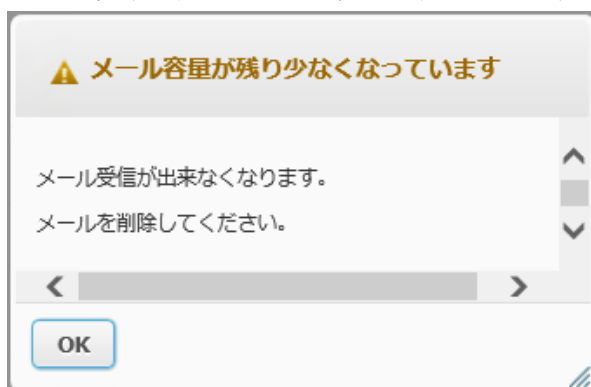 メール容量が残り少なくなっています
メール受信が出来なくなります。
メールを削除してください。
OK